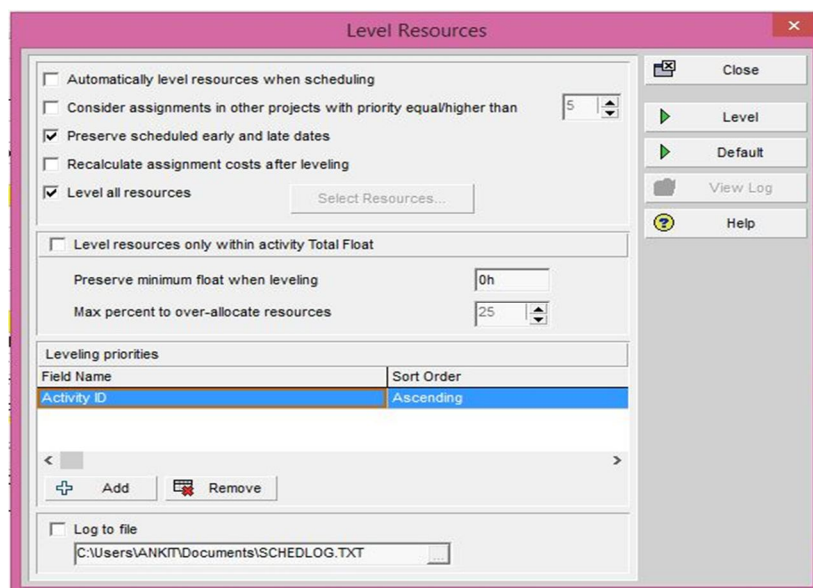 Level Resources
Automatically level resources when scheduling
Consider assignments in other projects with priority equal/higher than 5
Preserve scheduled early and late dates
Recalculate assignment costs after leveling
Level all resources Select Resources...
Close
Level
Default
View Log
Help
Level resources only within activity Total Float
Preserve minimum float when leveling 0h
Max percent to over-allocate resources 25
Leveling priorities
Field Name Sort Order
Activity ID Ascending
Add Remove
Log to file
C:\Users\ANKIT\Documents\SCHEDLOG.TXT ...